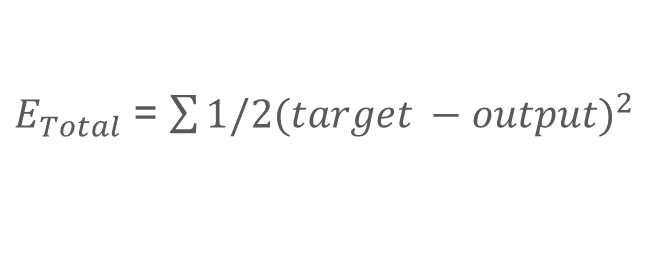 E_Total = ∑ 1/2(target − output)²